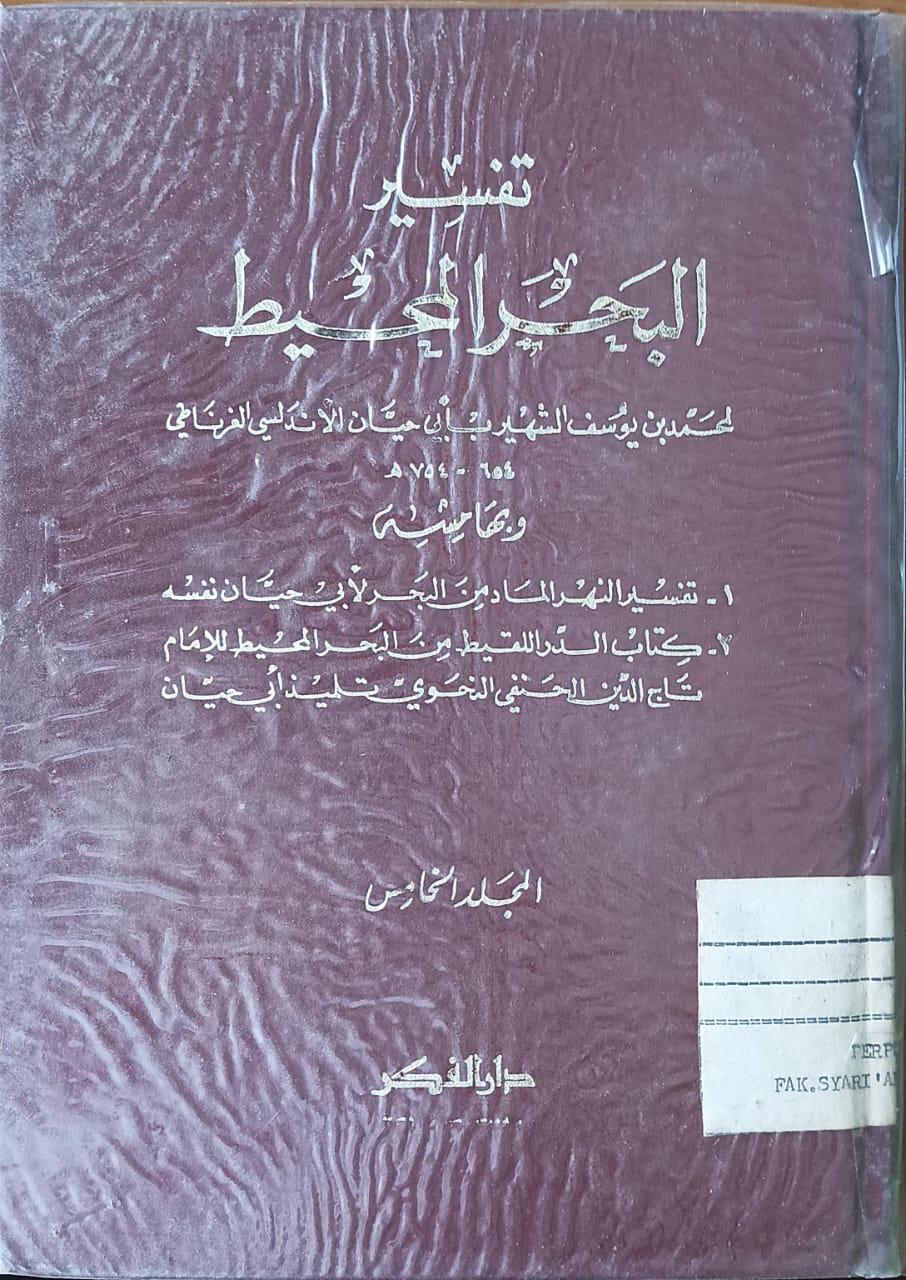 تفسير
البحر المحيط
لمحمد بن يوسف الشهير بأبي حيان الأندلسي الغرناطي
٦٥٤ - ٧٥٤ هـ
وبهامشه
١- تفسير النهر الماد من البحر لأبي حيان نفسه
٢- كتاب الدر اللقيط من البحر المحيط للإمام
تاج الدين الحنفي النحوي تلميذ أبي حيان
المجلد الخامس
دار الفكر
FAK.SYARI'A